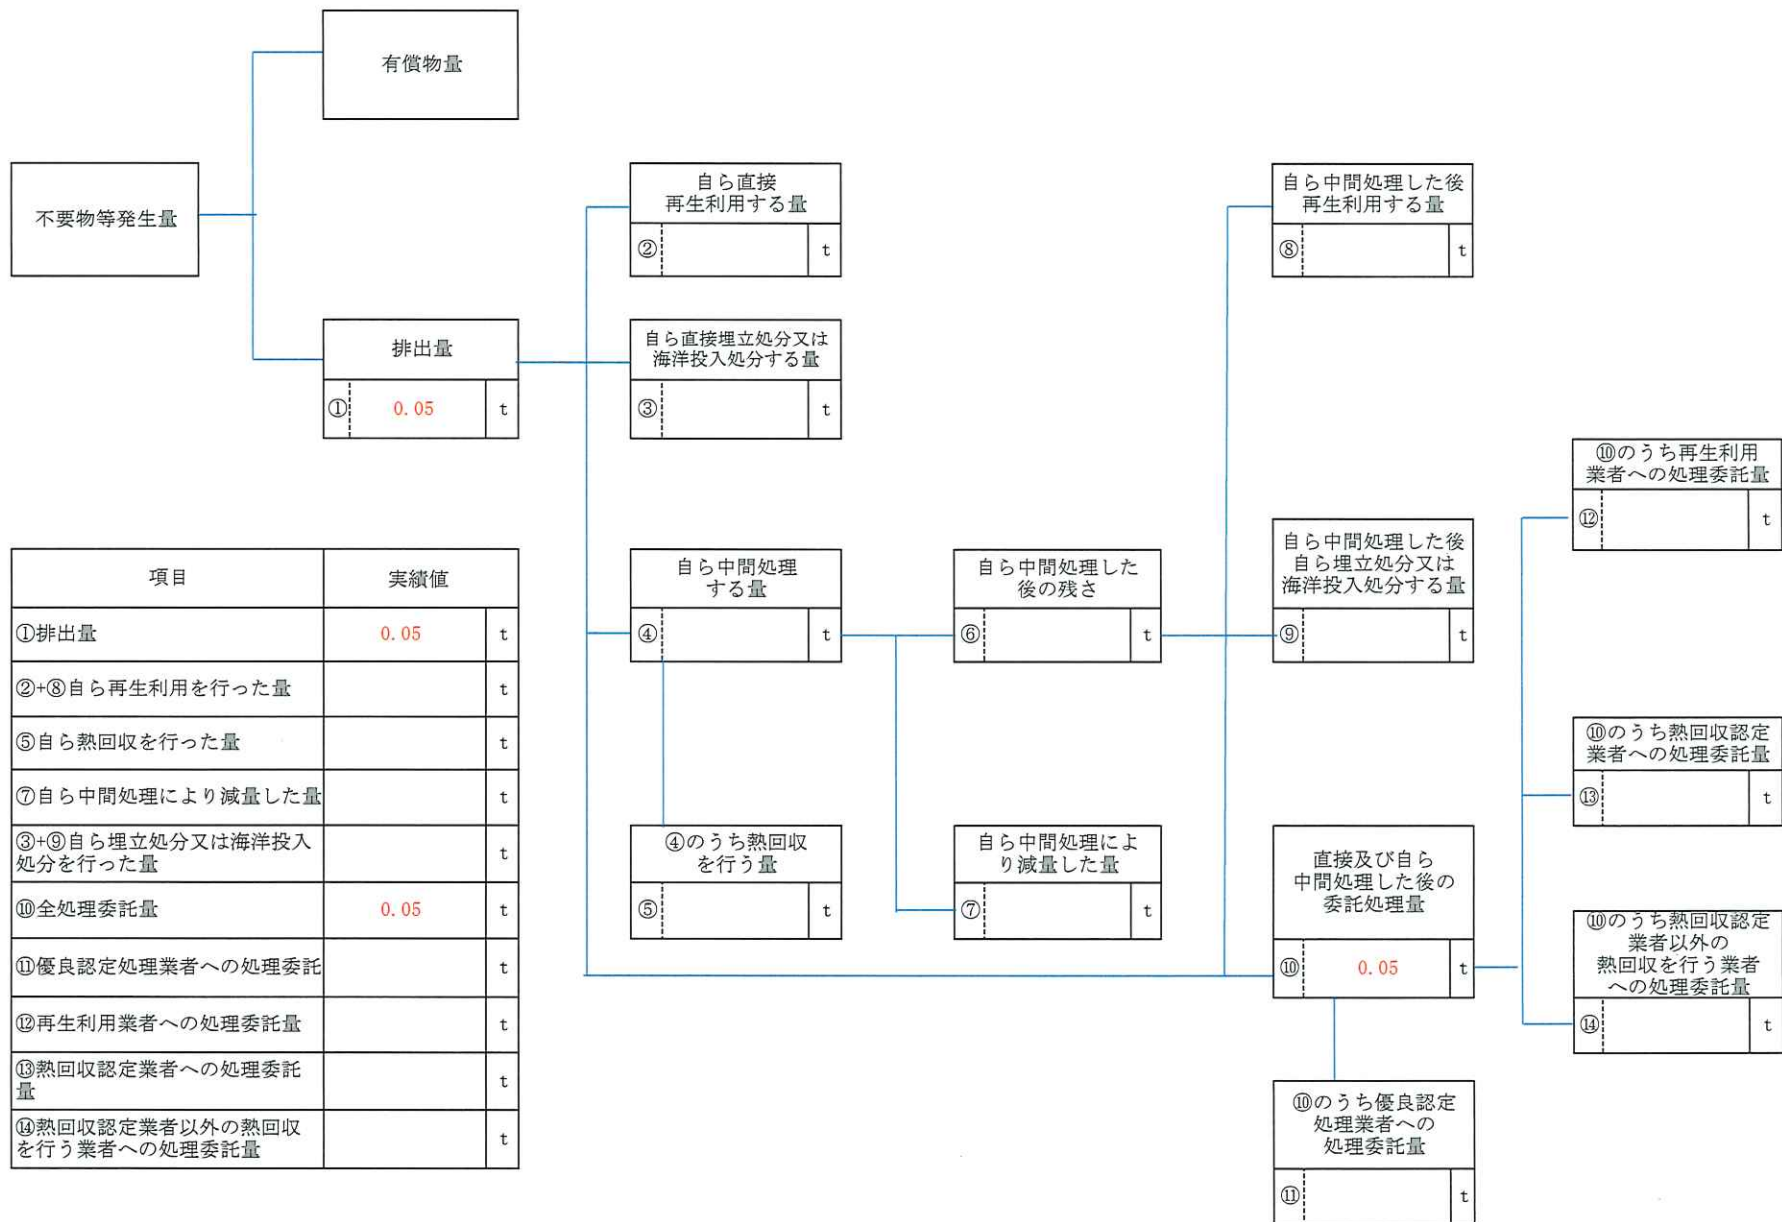 有償物量
不要物等発生量
自ら直接
再生利用する量
② t
自ら中間処理した後
再生利用する量
⑧ t
排出量
① 0.05 t
自ら直接埋立処分又は
海洋投入処分する量
③ t
⑩のうち再生利用
業者への処理委託量
⑫ t
自ら中間処理
する量
④ t
自ら中間処理した
後の残さ
⑥ t
自ら中間処理した後
自ら埋立処分又は
海洋投入処分する量
⑨ t
⑩のうち熱回収認定
業者への処理委託量
⑬ t
④のうち熱回収
を行う量
⑤ t
自ら中間処理によ
り減量した量
⑦ t
直接及び自ら
中間処理した後の
委託処理量
⑩ 0.05 t
⑩のうち熱回収認定
業者以外の
熱回収を行う業者
への処理委託量
⑭ t
⑩のうち優良認定
処理業者への
処理委託量
⑪ t
項目 実績値
①排出量 0.05 t
②+⑧自ら再生利用を行った量 t
⑤自ら熱回収を行った量 t
⑦自ら中間処理により減量した量 t
③+⑨自ら埋立処分又は海洋投入
処分を行った量 t
⑩全処理委託量 0.05 t
⑪優良認定処理業者への処理委託 t
⑫再生利用業者への処理委託量 t
⑬熱回収認定業者への処理委託
量 t
⑭熱回収認定業者以外の熱回収
を行う業者への処理委託量 t